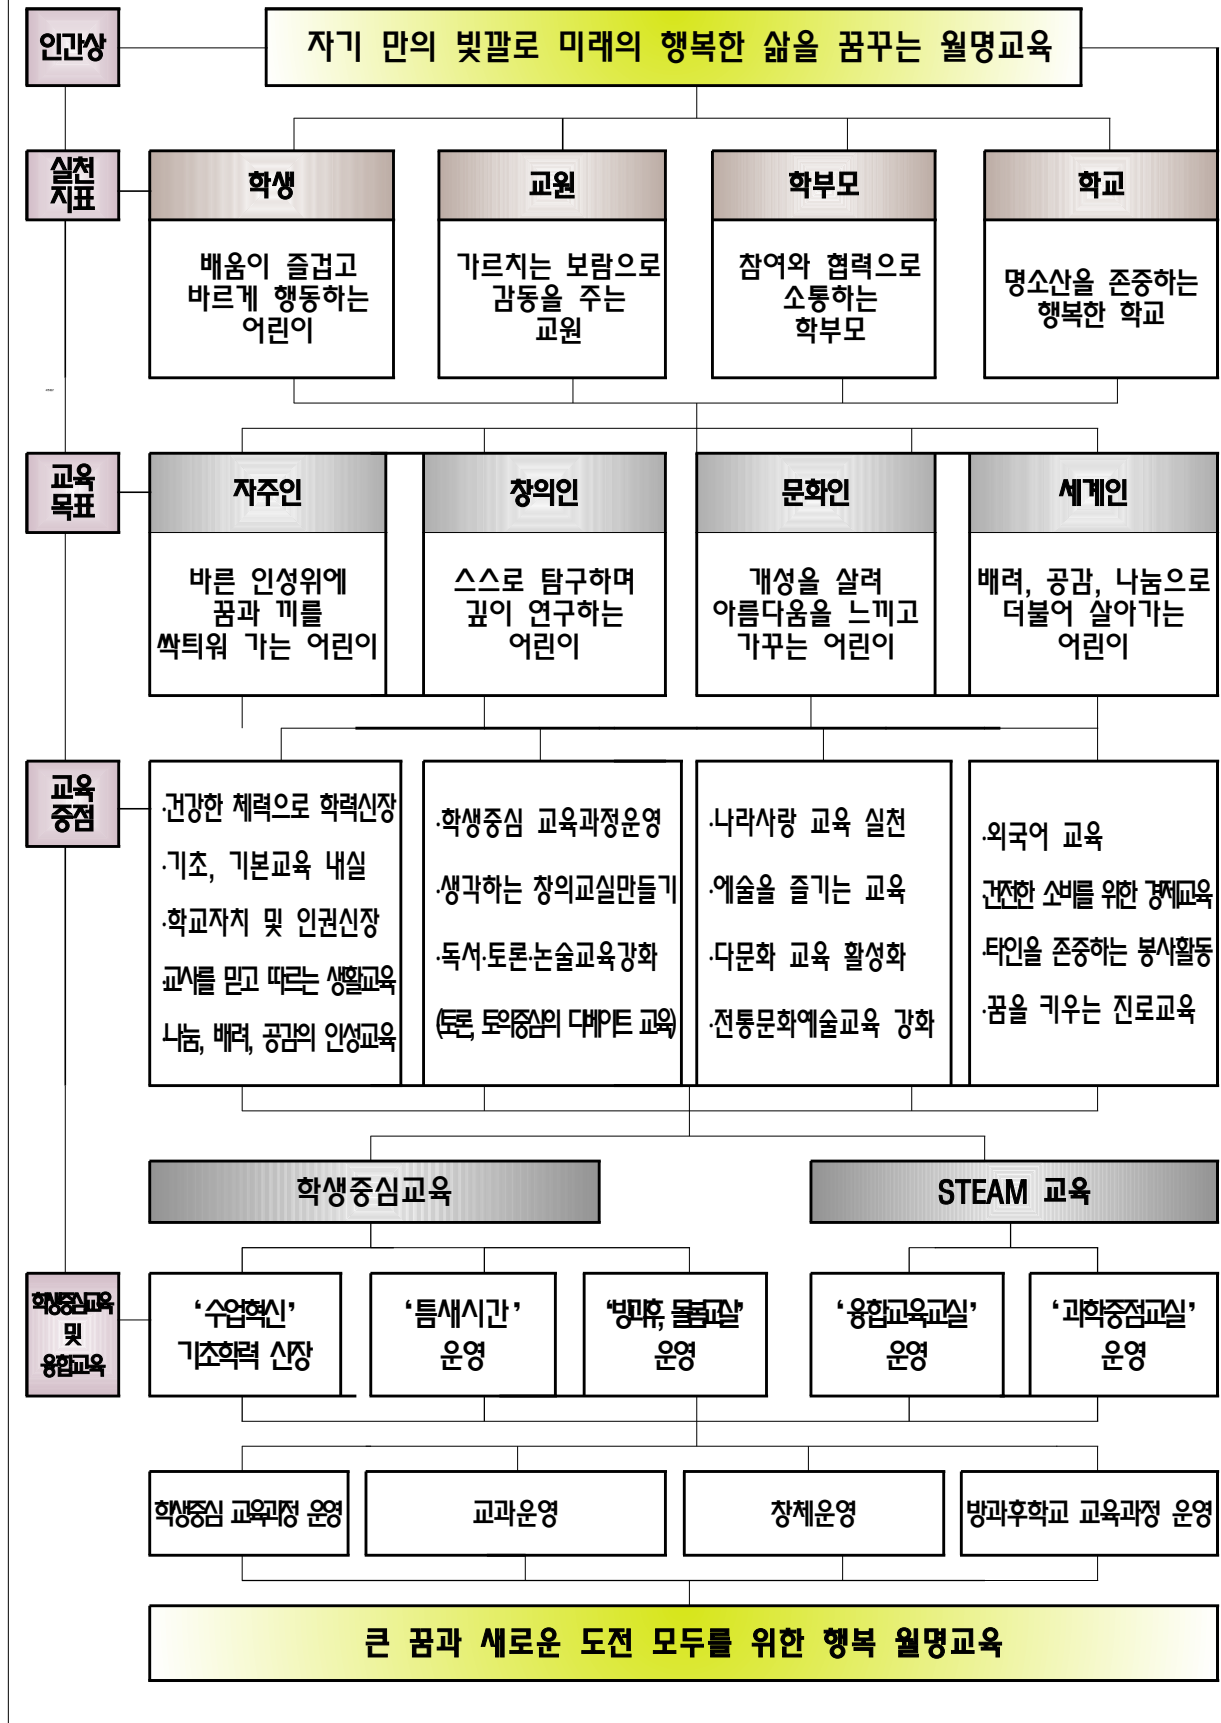 인간상
자기 만의 빛깔로 미래의 행복한 삶을 꿈꾸는 월명교육
실천
지표
학생
교원
학부모
학교
배움이 즐겁고
바르게 행동하는
어린이
가르치는 보람으로
감동을 주는
교원
참여와 협력으로
소통하는
학부모
명소산을 존중하는
행복한 학교
교육
목표
자주인
창의인
문화인
세계인
바른 인성위에
꿈과 끼를
싹틔워 가는 어린이
스스로 탐구하며
깊이 연구하는
어린이
개성을 살려
아름다움을 느끼고
가꾸는 어린이
배려, 공감, 나눔으로
더불어 살아가는
어린이
교육
중점
·건강한 체력으로 학력신장
·기초, 기본교육 내실
·학교자치 및 인권신장
·교사를 믿고 따르는 생활교육
·나눔, 배려, 공감의 인성교육
·학생중심 교육과정운영
·생각하는 창의교실만들기
·독서·토론·논술교육강화
(토론, 토의중심의 디베이트 교육)
·나라사랑 교육 실천
·예술을 즐기는 교육
·다문화 교육 활성화
·전통문화예술교육 강화
·외국어 교육
·건전한 소비를 위한 경제교육
·타인을 존중하는 봉사활동
·꿈을 키우는 진로교육
학생중심교육
STEAM 교육
학생중심교육
및
융합교육
‘수업혁신’
기초학력 신장
‘틈새시간’
운영
‘방과후, 돌봄교실’
운영
‘융합교육교실’
운영
‘과학중점교실’
운영
학생중심 교육과정 운영
교과운영
창체운영
방과후학교 교육과정 운영
큰 꿈과 새로운 도전 모두를 위한 행복 월명교육